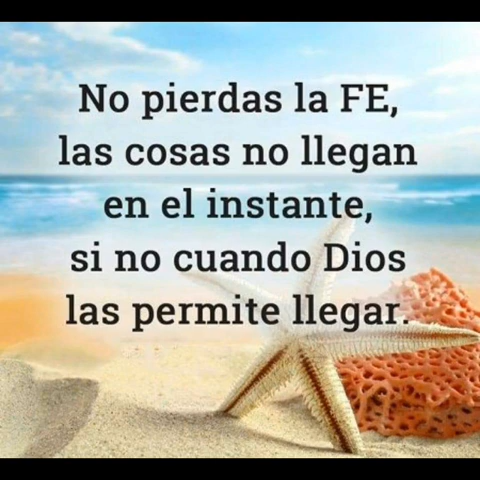 No pierdas la FE,
las cosas no llegan
en el instante,
si no cuando Dios
las permite llegar.